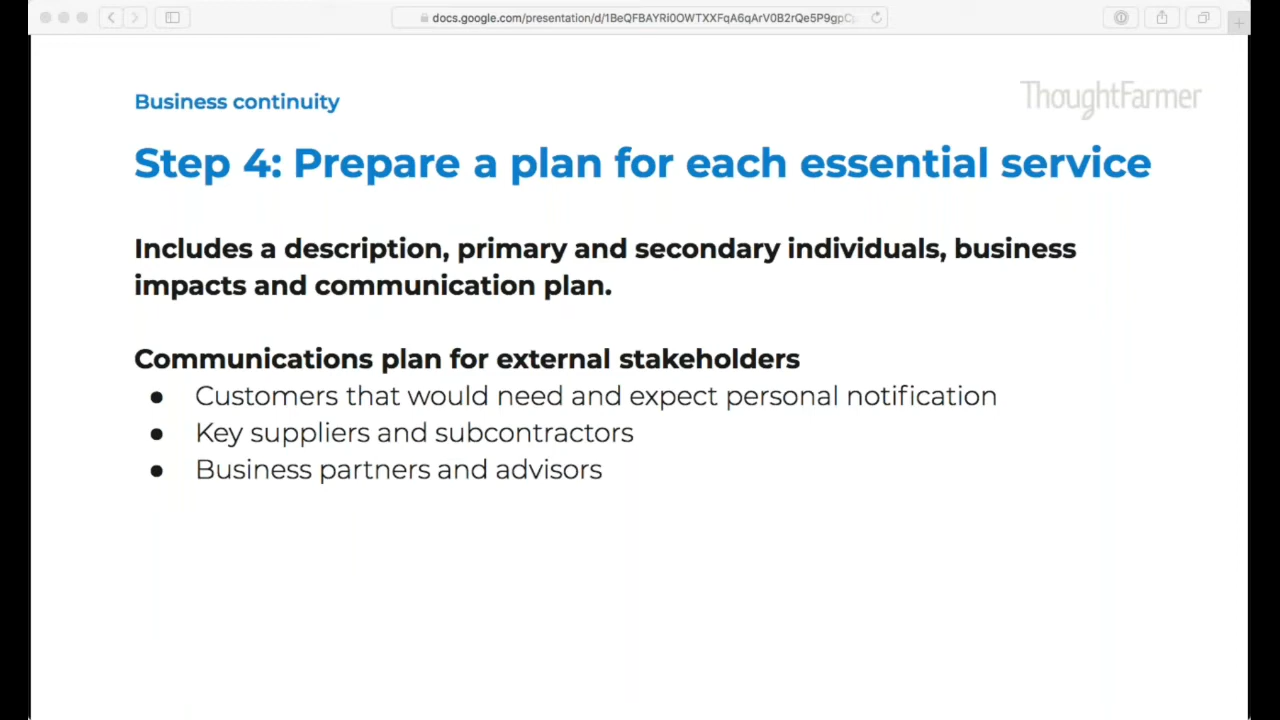 docs.google.com/presentation/d/1BeQFBAYRi0OWTXXFqA6qArV0B2rQe5P9gpC
Business continuity
ThoughtFarmer
Step 4: Prepare a plan for each essential service
Includes a description, primary and secondary individuals, business
impacts and communication plan.
Communications plan for external stakeholders
● Customers that would need and expect personal notification
● Key suppliers and subcontractors
● Business partners and advisors